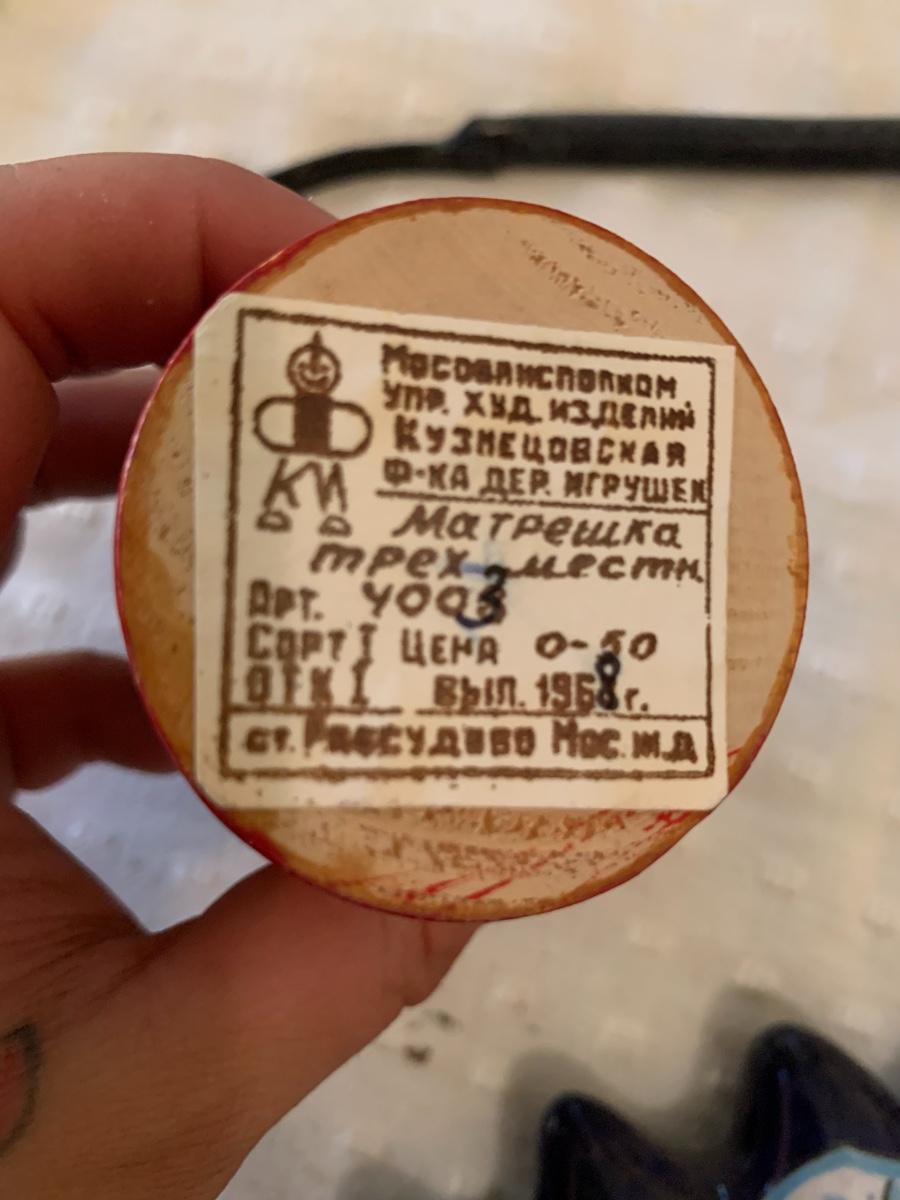 Мособлисполком
Упр. худ. изделий
Кузнецовская
Ф-ка дер. игрушек
КИ
Матрешка
трех-местн.
Арт. 4003
Сорт I Цена 0-50
ОТК I Вып. 1968 г.
ст. Рассудово Мос. ж.д